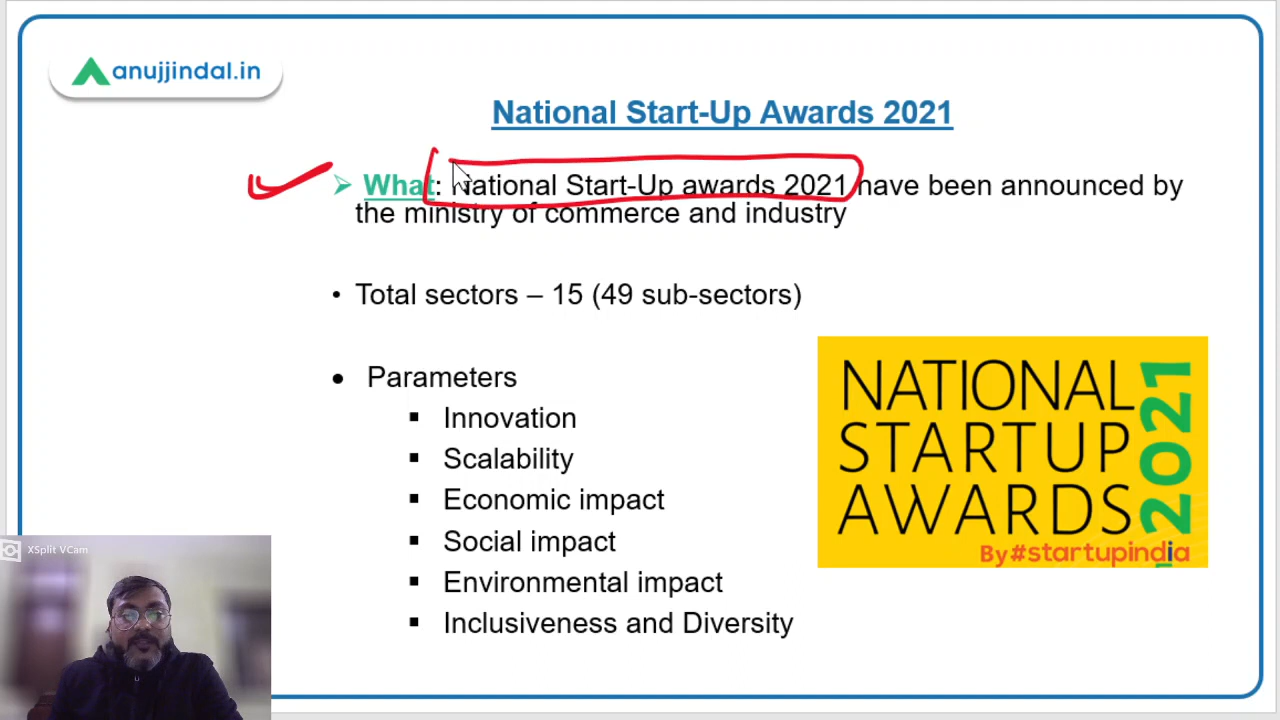 anujjindal.in
National Start-Up Awards 2021
➢ What: National Start-Up awards 2021 have been announced by
the ministry of commerce and industry
• Total sectors – 15 (49 sub-sectors)
• Parameters
▪ Innovation
▪ Scalability
▪ Economic impact
▪ Social impact
▪ Environmental impact
▪ Inclusiveness and Diversity
NATIONAL
STARTUP
AWARDS
2021
By #startupindia
XSplit VCam